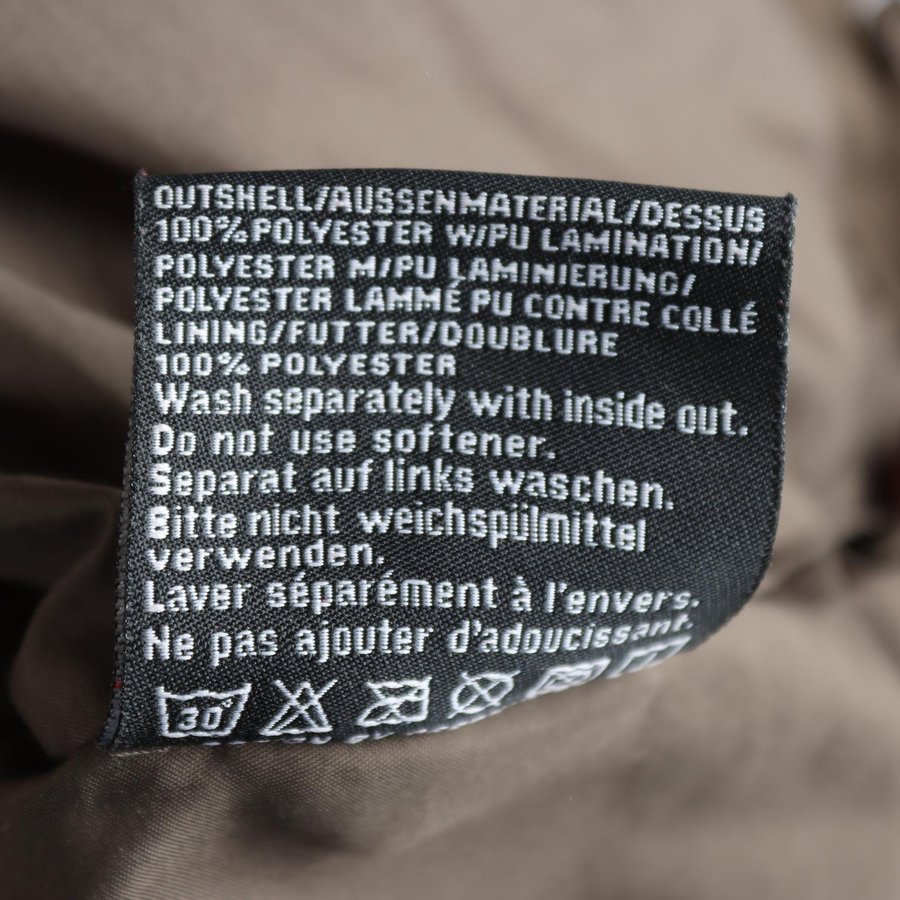 OUTSHELL/AUSSENMATERIAL/DESSUS
100%POLYESTER W/PU LAMINATION/
POLYESTER M/PU LAMINIERUNG/
POLYESTER LAMMÉ PU CONTRE COLLÉ
LINING/FUTTER/DOUBLURE
100% POLYESTER
Wash separately with inside out.
Do not use softener.
Separat auf links waschen.
Bitte nicht weichspülmittel
verwenden.
Laver séparément à l'envers.
Ne pas ajouter d'adoucissant.
30°